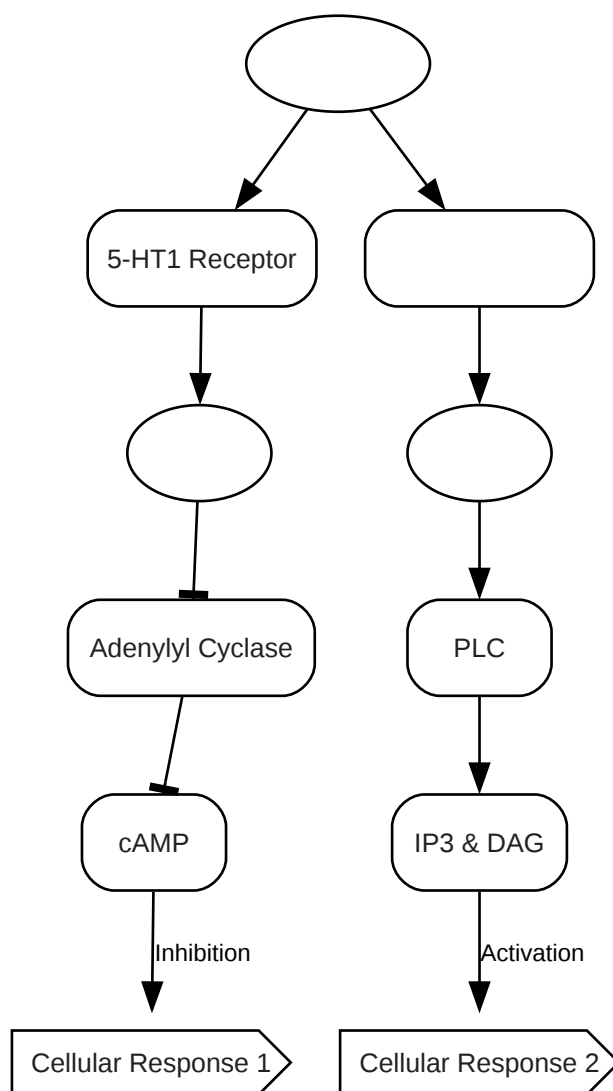 5-HT1 Receptor
Adenylyl Cyclase
PLC
cAMP
IP3 & DAG
Inhibition
Activation
Cellular Response 1
Cellular Response 2